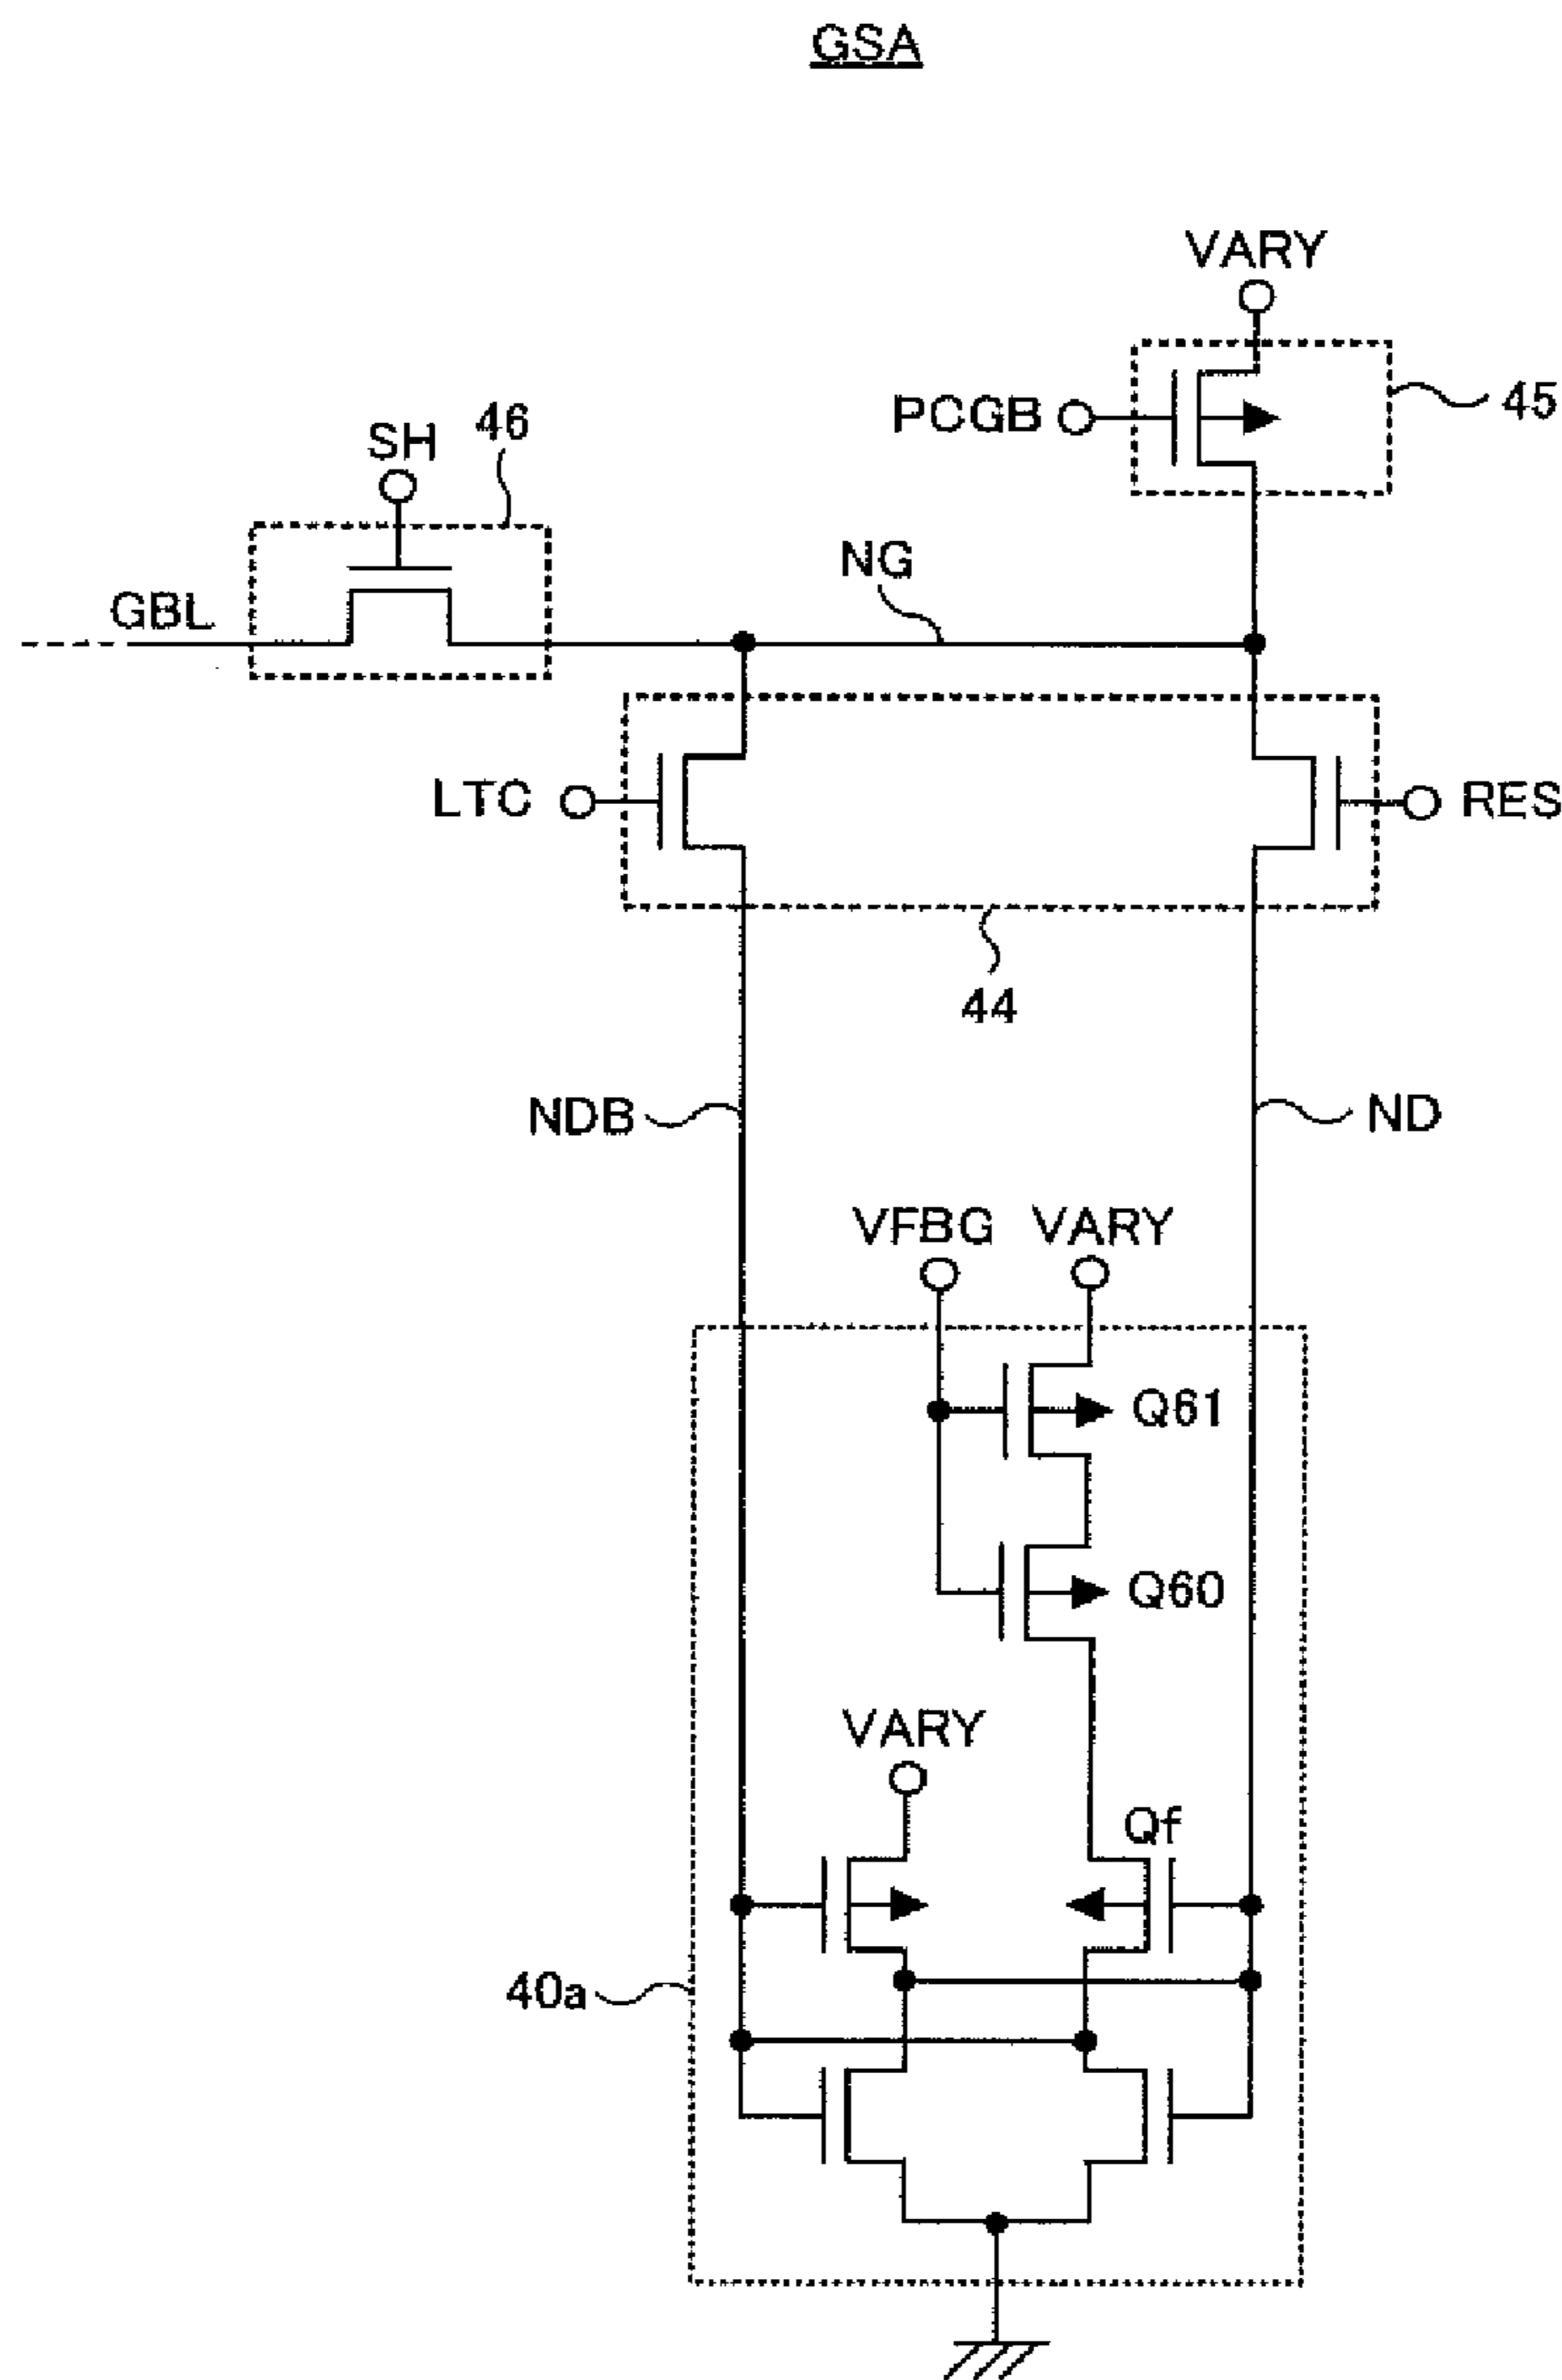 GSA
VARY
PCGB
45
SH
46
GBL
NG
LTC
RES
44
NDB
ND
VFBG
VARY
Q61
Q60
VARY
Qf
40a